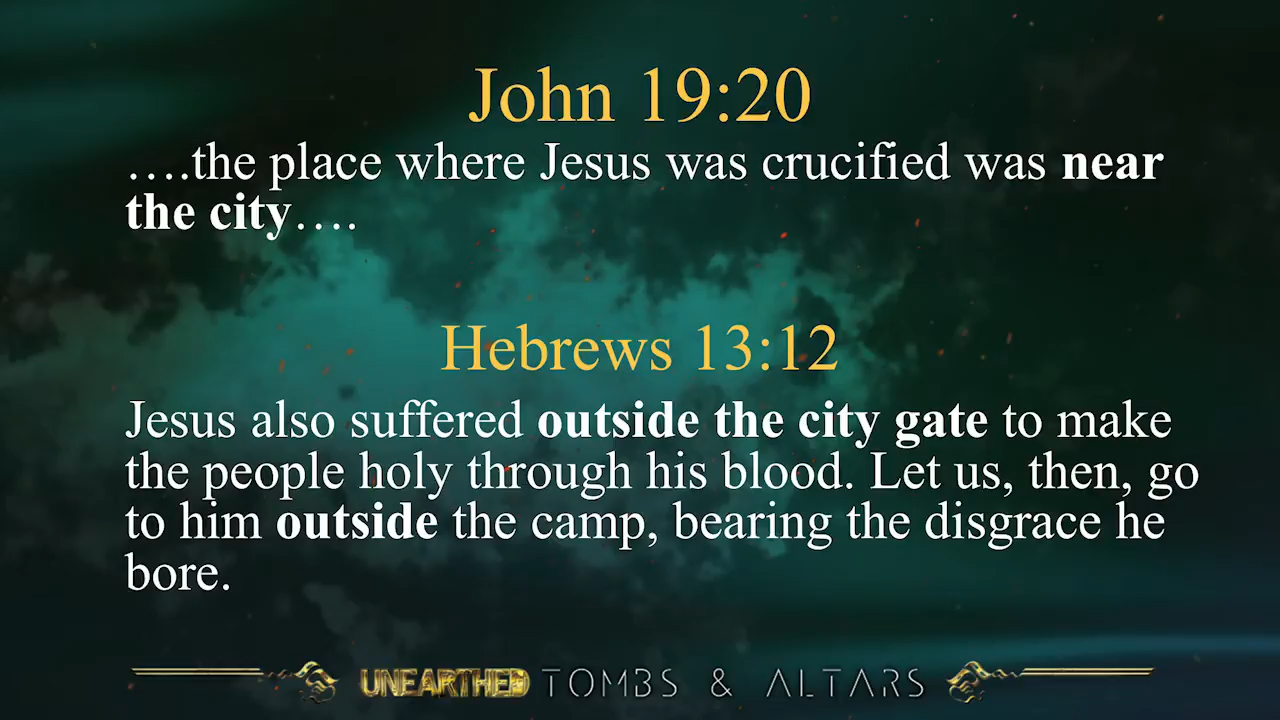 John 19:20
….the place where Jesus was crucified was near
the city….
Hebrews 13:12
Jesus also suffered outside the city gate to make
the people holy through his blood. Let us, then, go
to him outside the camp, bearing the disgrace he
bore.
UNEARTHED TOMBS & ALTARS